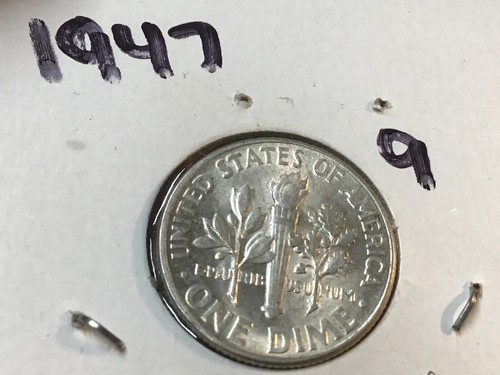 1947
9
UNITED STATES OF AMERICA
E PLURIBUS UNUM
· ONE DIME ·